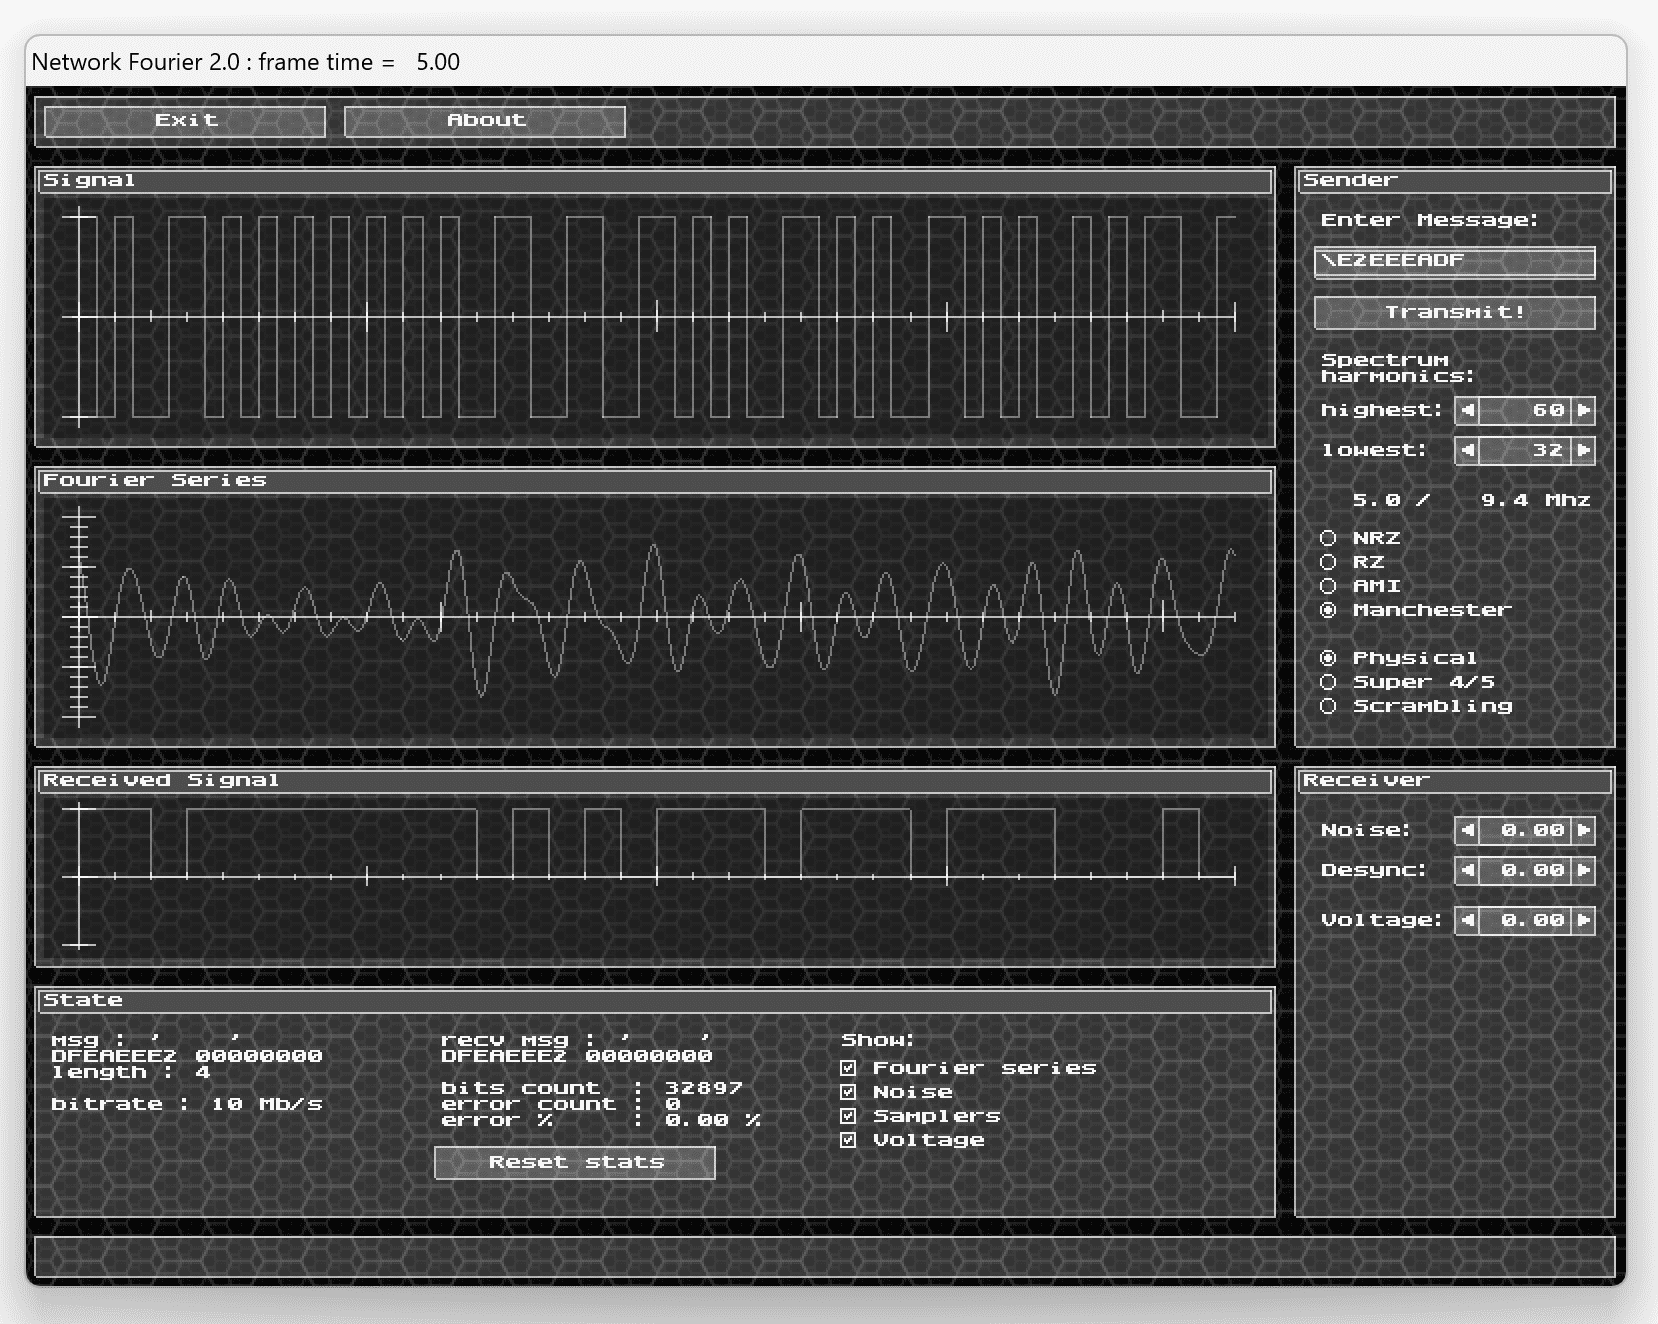 Network Fourier 2.0 : frame time = 5.00
Exit
About
Signal
Fourier Series
Received Signal
Sender
Enter Message:
\E2EEEADF
Transmit!
Spectrum
harmonics:
highest: 60
lowest: 32
5.0 / 9.4 Mhz
NRZ
RZ
AMI
Manchester
Physical
Super 4/5
Scrambling
Receiver
Noise: 0.00
Desync: 0.00
Voltage: 0.00
State
msg : ' '
DFEAEEE2 00000000
length : 4
bitrate : 10 Mb/s
recv msg : ' '
DFEAEEE2 00000000
bits count : 32897
error count : 0
error % : 0.00 %
Reset stats
Show:
Fourier series
Noise
Samplers
Voltage